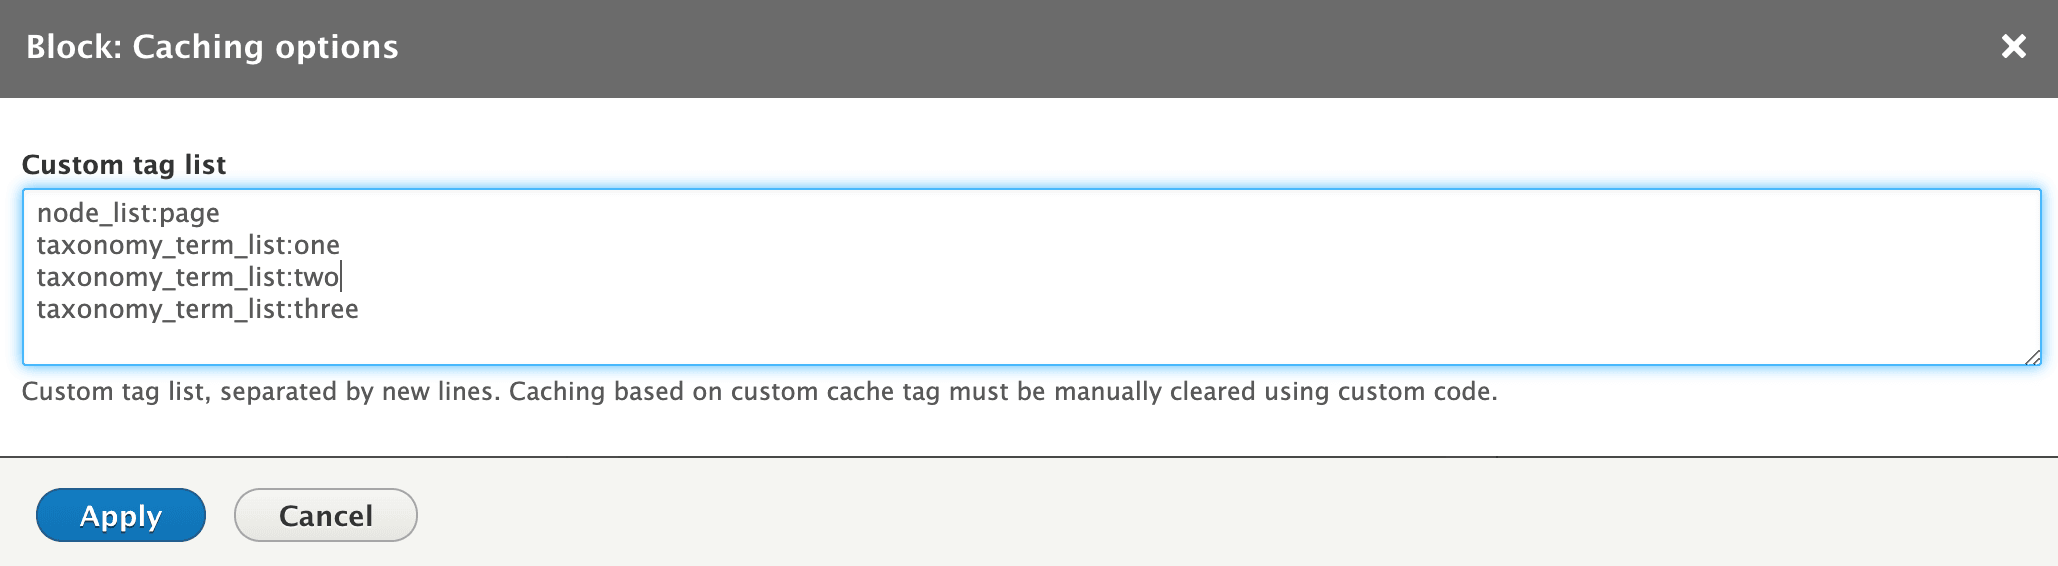 Block: Caching options
Custom tag list
node_list:page
taxonomy_term_list:one
taxonomy_term_list:two
taxonomy_term_list:three
Custom tag list, separated by new lines. Caching based on custom cache tag must be manually cleared using custom code.
Apply
Cancel